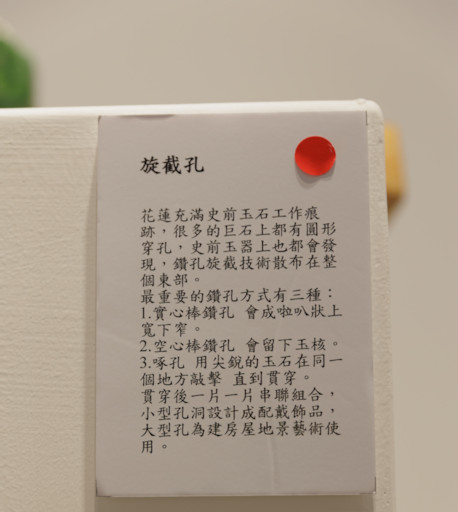 旋截孔
花蓮充滿史前玉石工作痕
跡，很多的巨石上都有圓形
穿孔，史前玉器上也都會發
現，鑽孔旋截技術散布在整
個東部。
最重要的鑽孔方式有三種：
1.實心棒鑽孔 會成啦叭狀上
寬下窄。
2.空心棒鑽孔 會留下玉核。
3.啄孔 用尖銳的玉石在同一
個地方敲擊 直到貫穿。
貫穿後一片一片串聯組合，
小型孔洞設計成配戴飾品，
大型孔為建房屋地景藝術使
用。